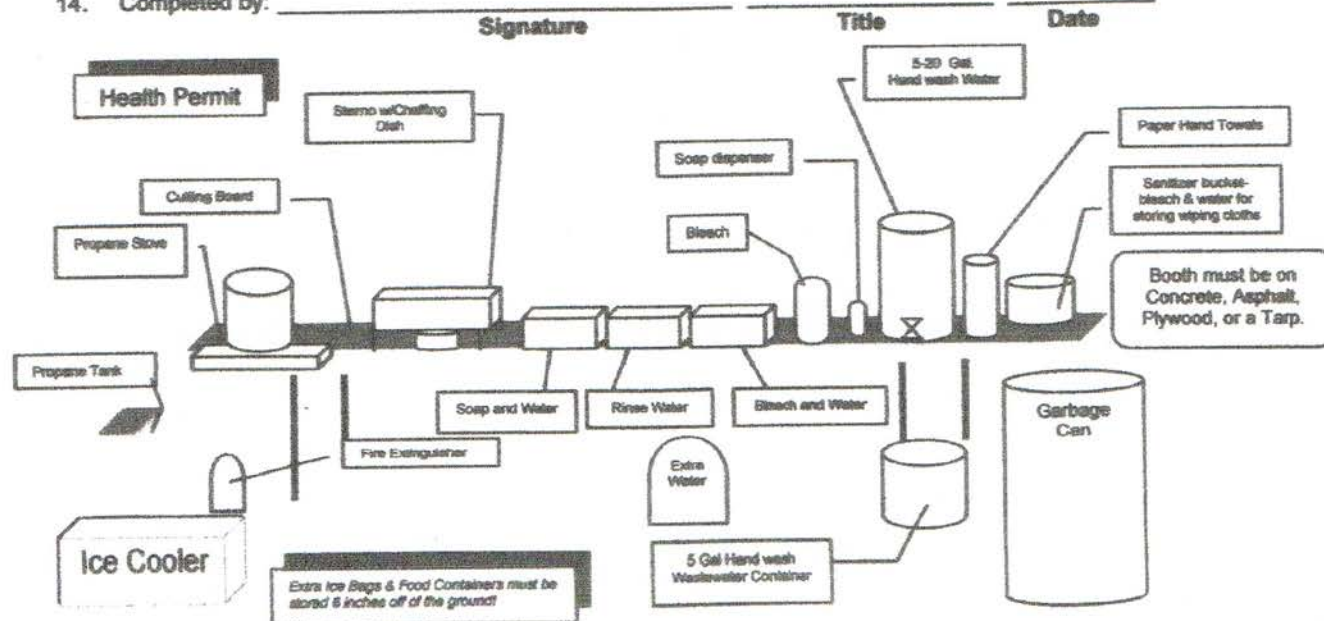 14. Completed by:
Signature Title Date
Health Permit
Sterno w/Chaffing
Dish
5-20 Gal.
Hand wash Water
Paper Hand Towels
Soap dispenser
Cutting Board
Sanitizer bucket-
bleach & water for
storing wiping cloths
Propane Stove
Bleach
Booth must be on
Concrete, Asphalt,
Plywood, or a Tarp.
Propane Tank
Soap and Water
Rinse Water
Bleach and Water
Garbage
Can
Fire Extinguisher
Extra
Water
Ice Cooler
5 Gal Hand wash
Wastewater Container
Extra Ice Bags & Food Containers must be
stored 6 inches off of the ground!